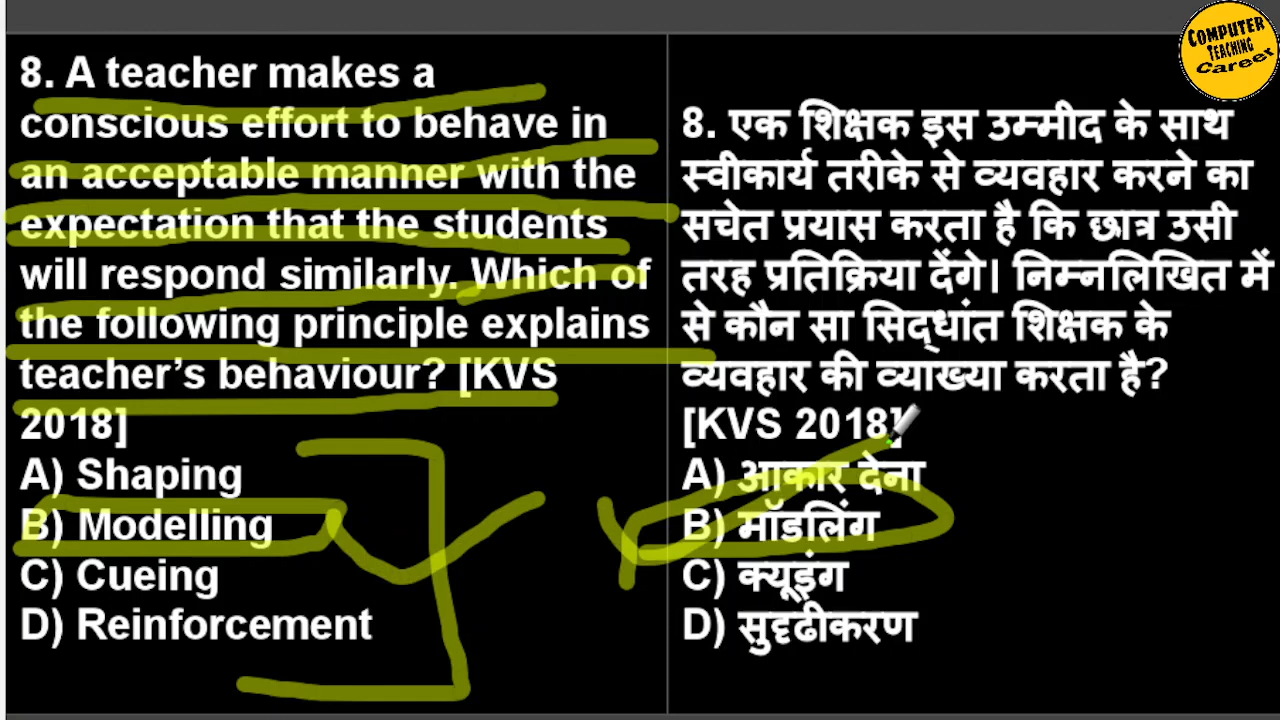 COMPUTER
TEACHING
Career
8. A teacher makes a
conscious effort to behave in
an acceptable manner with the
expectation that the students
will respond similarly. Which of
the following principle explains
teacher’s behaviour? [KVS
2018]
A) Shaping
B) Modelling
C) Cueing
D) Reinforcement
8. एक शिक्षक इस उम्मीद के साथ
स्वीकार्य तरीके से व्यवहार करने का
सचेत प्रयास करता है कि छात्र उसी
तरह प्रतिक्रिया देंगे। निम्नलिखित में
से कौन सा सिद्धांत शिक्षक के
व्यवहार की व्याख्या करता है?
[KVS 2018]
A) आकार देना
B) मॉडलिंग
C) क्यूइंग
D) सुदृढीकरण